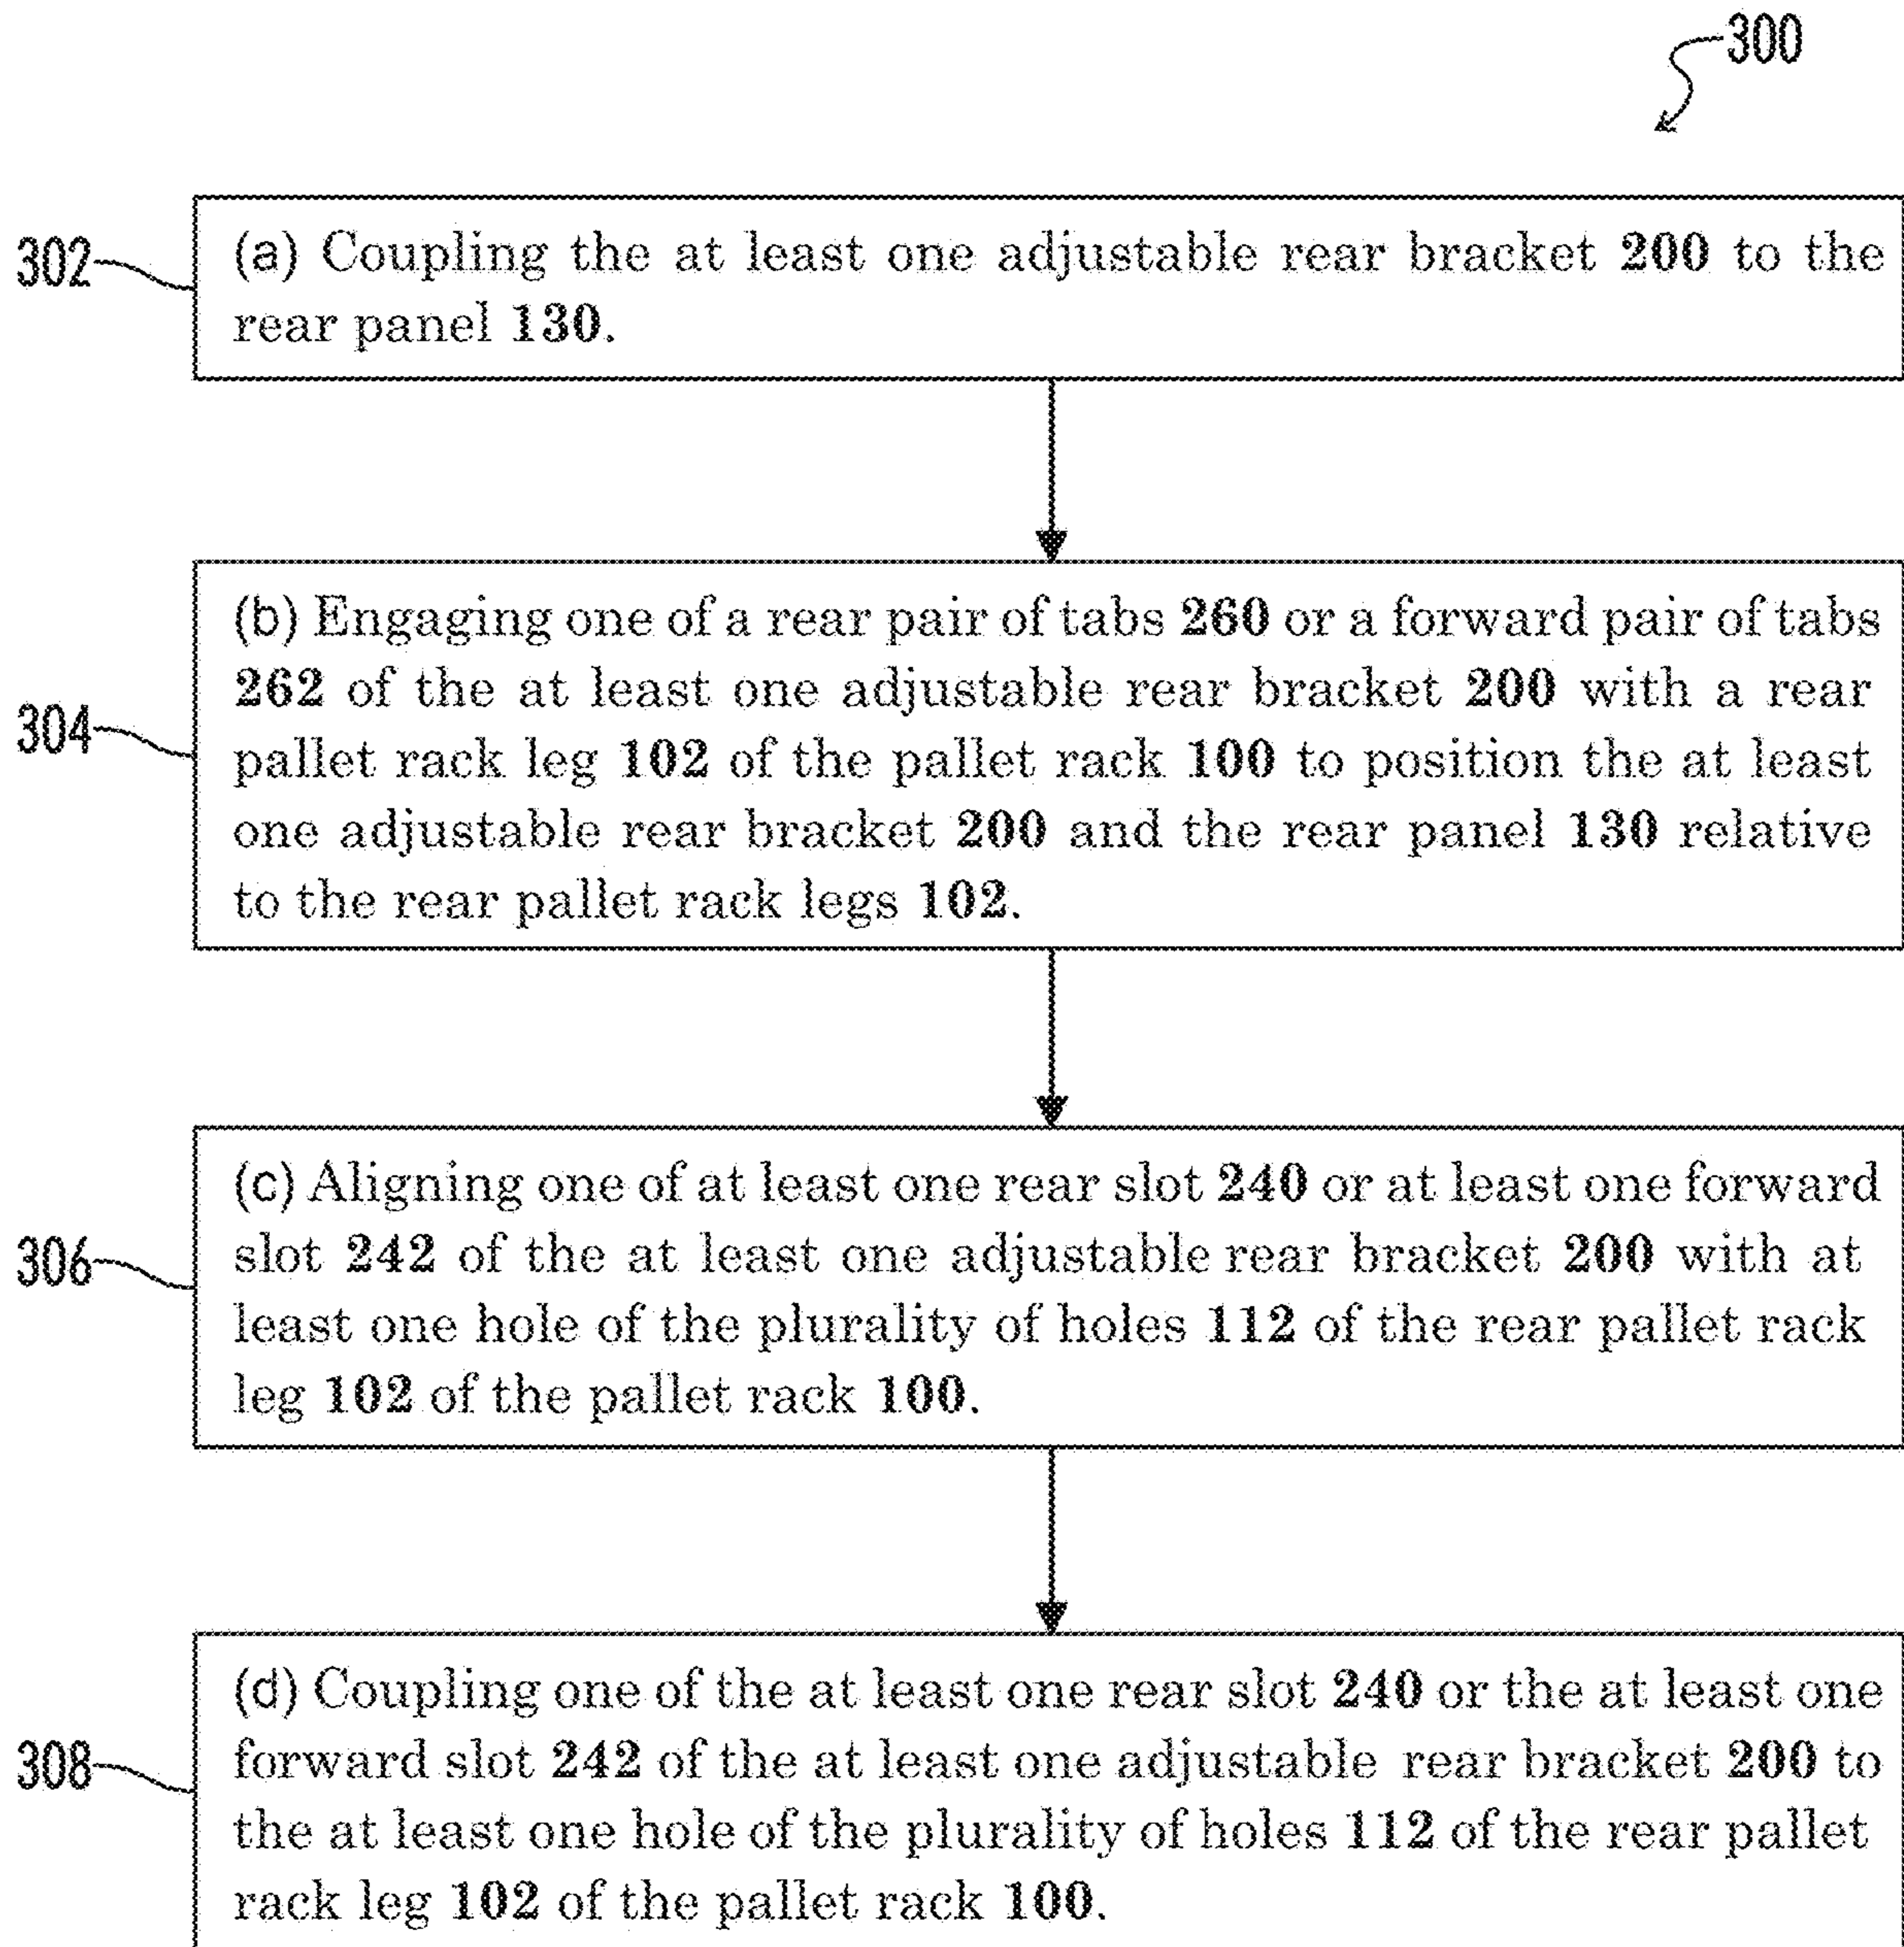 300
302
(a) Coupling the at least one adjustable rear bracket 200 to the
rear panel 130.
304
(b) Engaging one of a rear pair of tabs 260 or a forward pair of tabs
262 of the at least one adjustable rear bracket 200 with a rear
pallet rack leg 102 of the pallet rack 100 to position the at least
one adjustable rear bracket 200 and the rear panel 130 relative
to the rear pallet rack legs 102.
306
(c) Aligning one of at least one rear slot 240 or at least one forward
slot 242 of the at least one adjustable rear bracket 200 with at
least one hole of the plurality of holes 112 of the rear pallet rack
leg 102 of the pallet rack 100.
308
(d) Coupling one of the at least one rear slot 240 or the at least one
forward slot 242 of the at least one adjustable rear bracket 200 to
the at least one hole of the plurality of holes 112 of the rear pallet
rack leg 102 of the pallet rack 100.